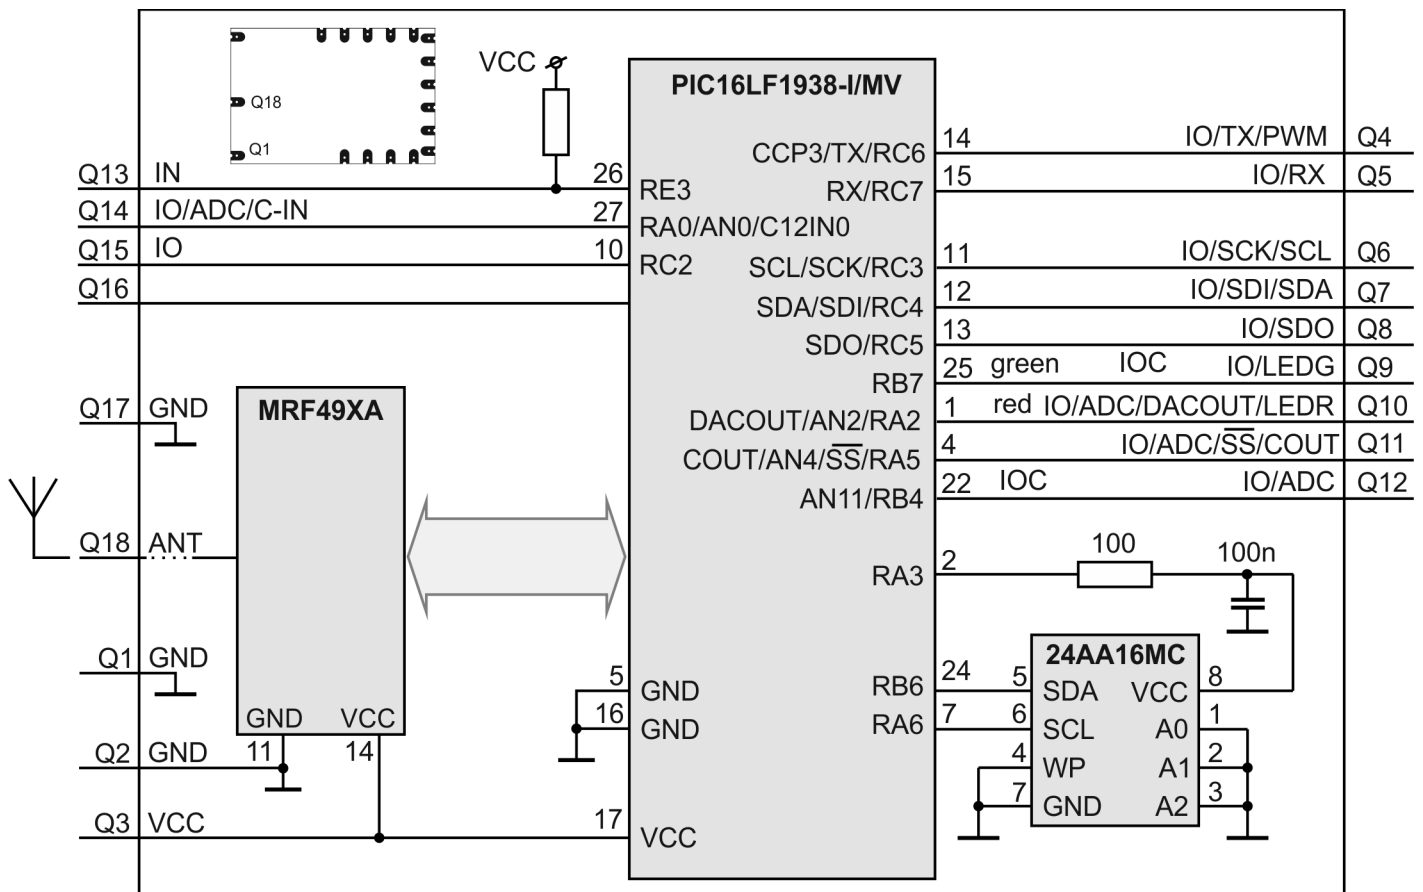 Q18
Q1
VCC
PIC16LF1938-I/MV
Q13 IN 26 RE3
Q14 IO/ADC/C-IN 27 RA0/AN0/C12IN0
Q15 IO 10 RC2
Q16
CCP3/TX/RC6 14 IO/TX/PWM Q4
RX/RC7 15 IO/RX Q5
SCL/SCK/RC3 11 IO/SCK/SCL Q6
SDA/SDI/RC4 12 IO/SDI/SDA Q7
SDO/RC5 13 IO/SDO Q8
RB7 25 green IOC IO/LEDG Q9
DACOUT/AN2/RA2 1 red IO/ADC/DACOUT/LEDR Q10
COUT/AN4/SS/RA5 4 IO/ADC/SS/COUT Q11
AN11/RB4 22 IOC IO/ADC Q12
Q17 GND
MRF49XA
Q18 ANT
Q1 GND
GND VCC
Q2 GND 11 14
Q3 VCC 17 VCC
5 GND
16 GND
RA3 2 100 100n
24AA16MC
RB6 24 5 SDA VCC 8
RA6 7 6 SCL A0 1
4 WP A1 2
7 GND A2 3